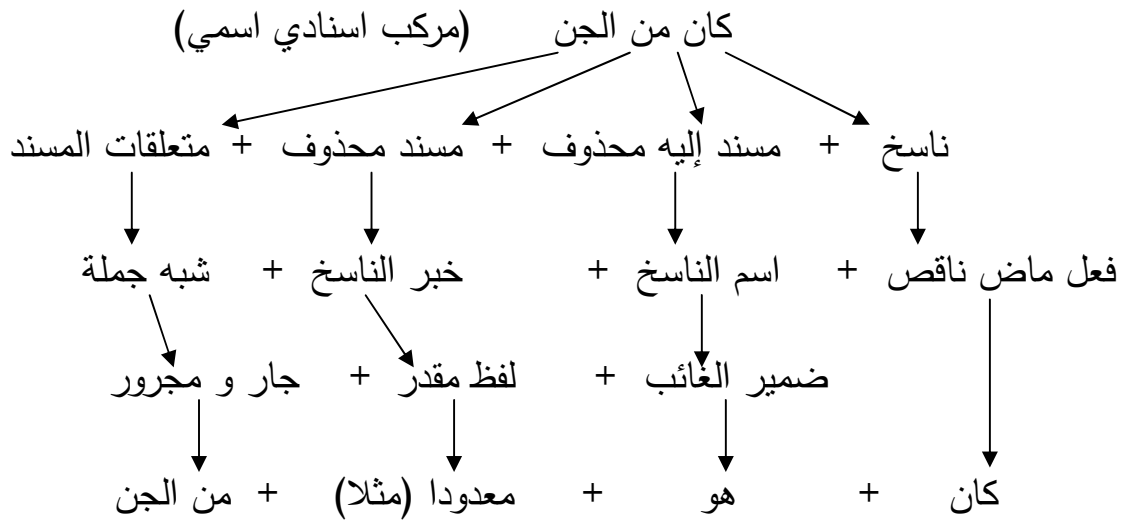 كان من الجن (مركب اسنادي اسمي)
ناسخ + مسند إليه محذوف + مسند محذوف + متعلقات المسند
فعل ماض ناقص + اسم الناسخ + خبر الناسخ + شبه جملة
ضمير الغائب + لفظ مقدر + جار و مجرور
كان + هو + معدودا (مثلا) + من الجن